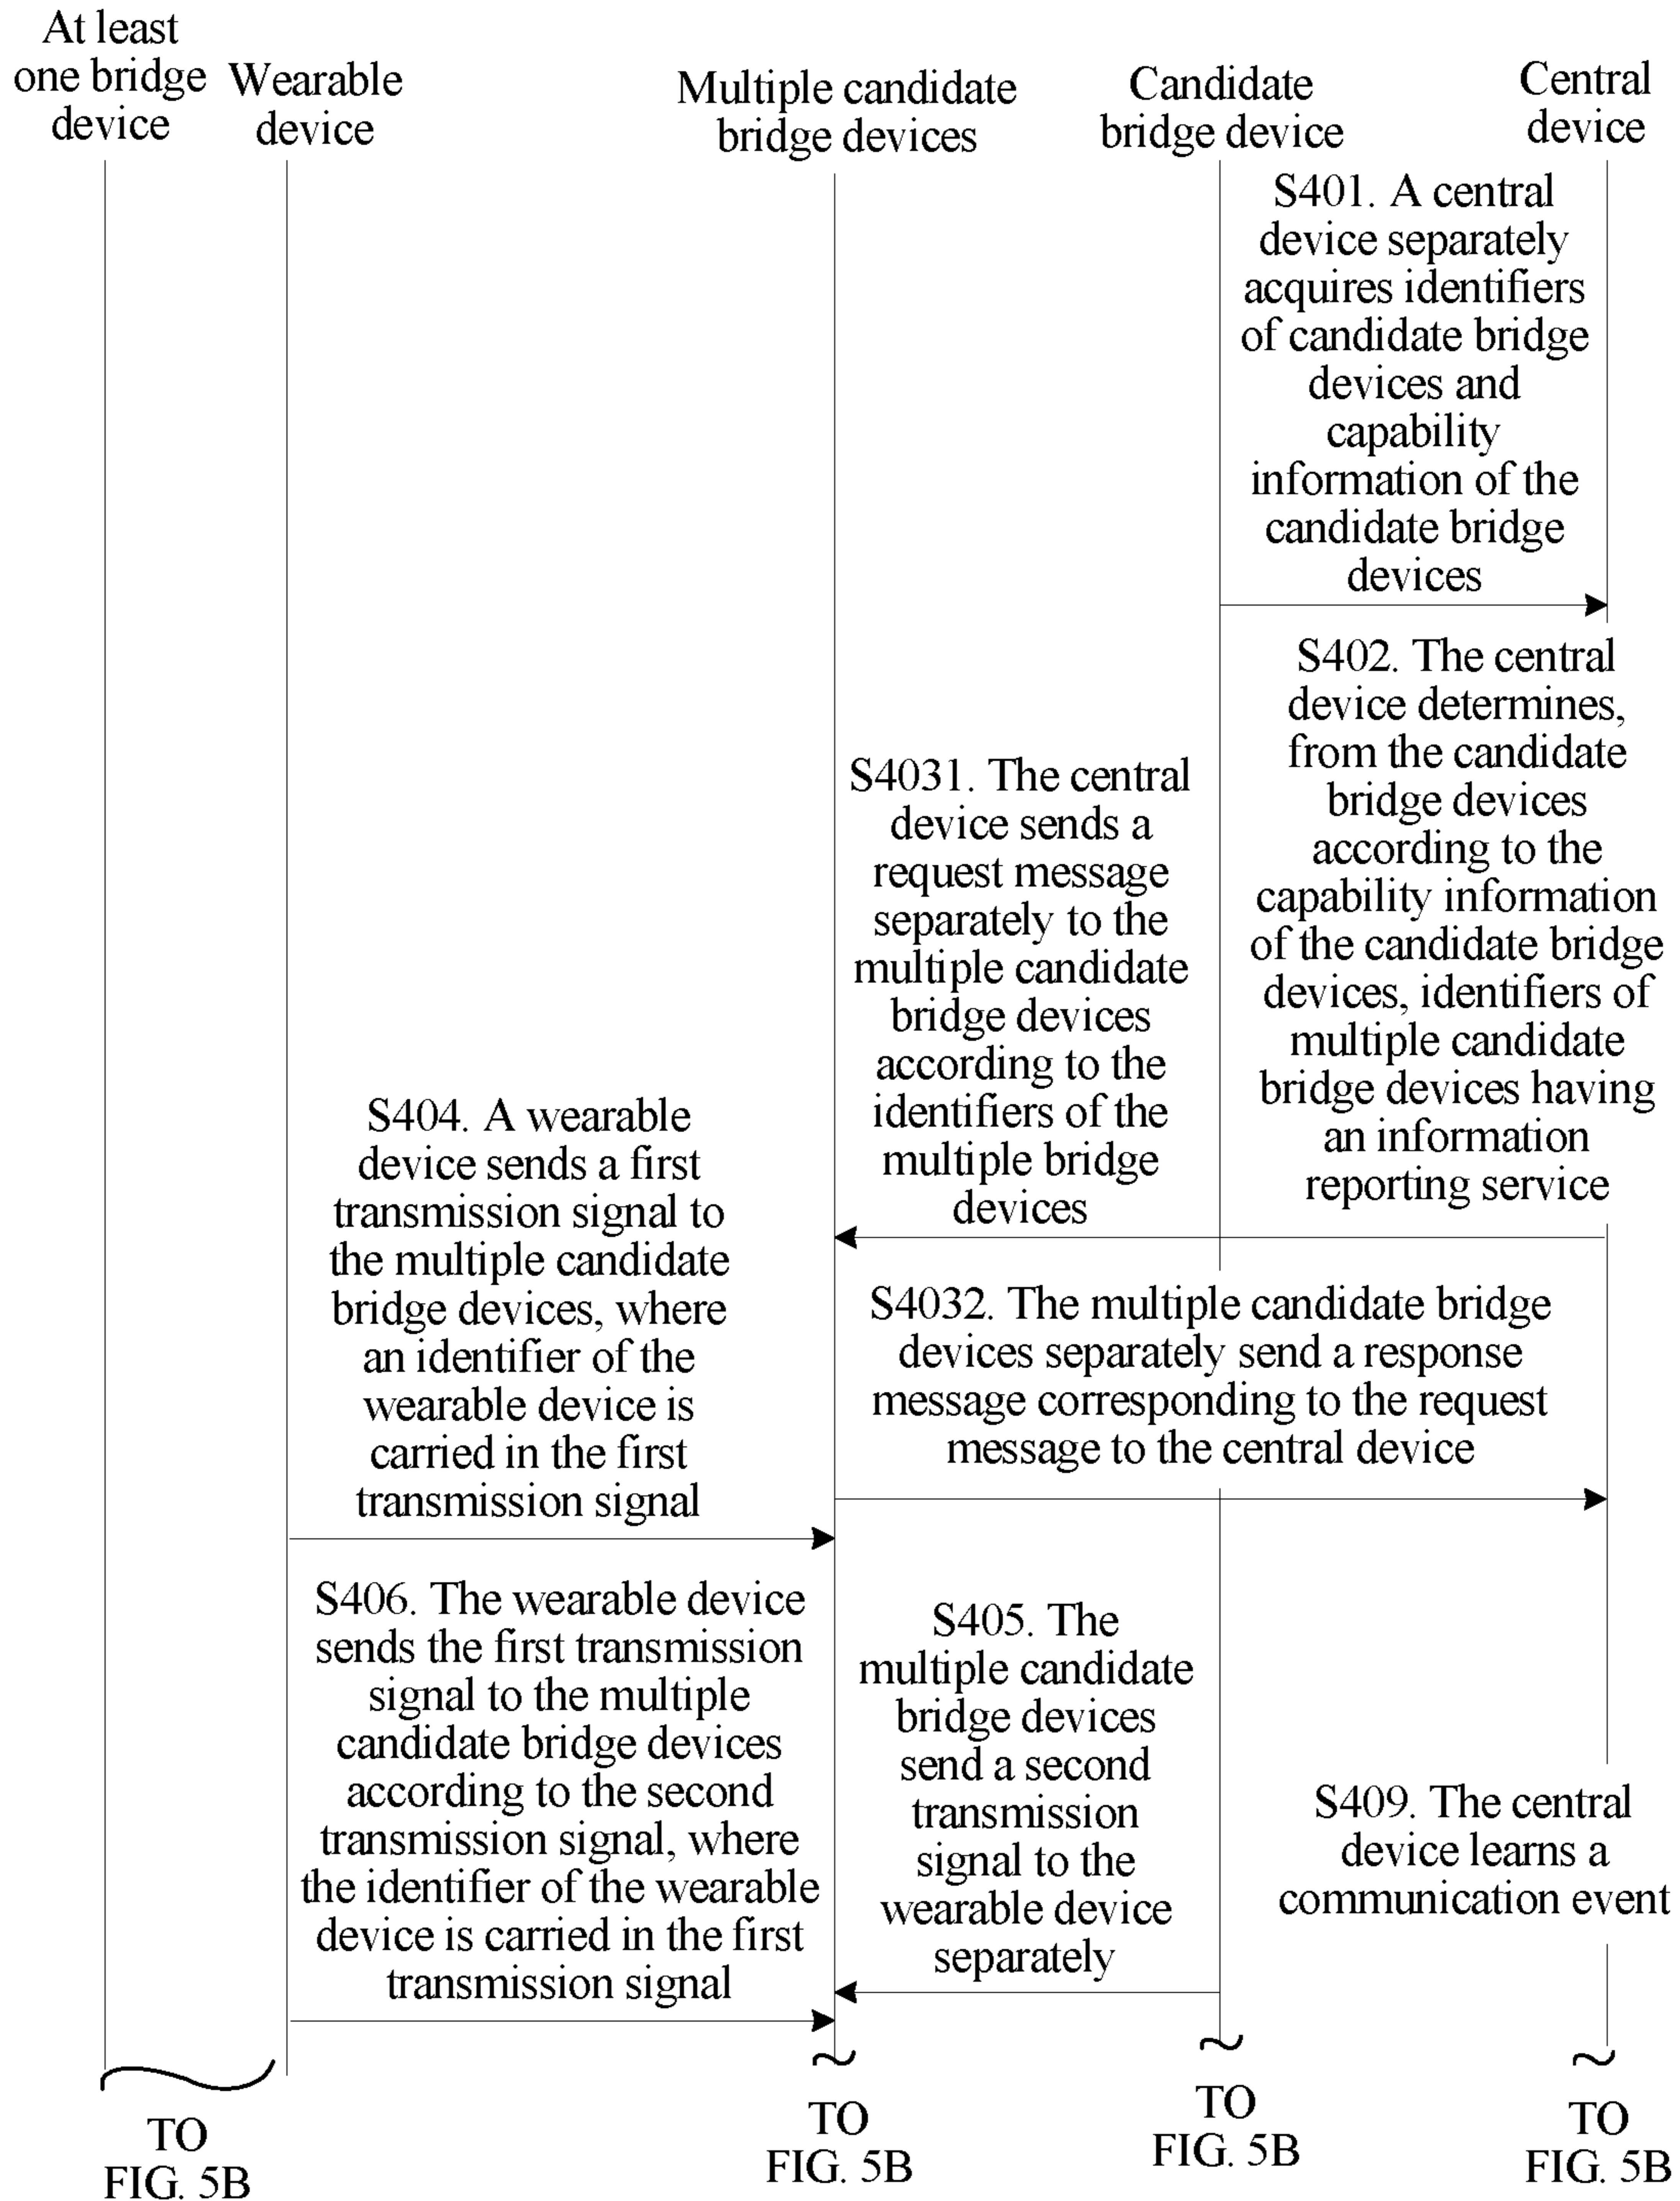 At least
one bridge
device
Wearable
device
Multiple candidate
bridge devices
Candidate
bridge device
Central
device
S401. A central
device separately
acquires identifiers
of candidate bridge
devices and
capability
information of the
candidate bridge
devices
S402. The central
device determines,
from the candidate
bridge devices
according to the
capability information
of the candidate bridge
devices, identifiers of
multiple candidate
bridge devices having
an information
reporting service
S4031. The central
device sends a
request message
separately to the
multiple candidate
bridge devices
according to the
identifiers of the
multiple bridge
devices
S4032. The multiple candidate bridge
devices separately send a response
message corresponding to the request
message to the central device
S404. A wearable
device sends a first
transmission signal to
the multiple candidate
bridge devices, where
an identifier of the
wearable device is
carried in the first
transmission signal
S405. The
multiple candidate
bridge devices
send a second
transmission
signal to the
wearable device
separately
S406. The wearable device
sends the first transmission
signal to the multiple
candidate bridge devices
according to the second
transmission signal, where
the identifier of the wearable
device is carried in the first
transmission signal
S409. The central
device learns a
communication event
TO
FIG. 5B
TO
FIG. 5B
TO
FIG. 5B
TO
FIG. 5B